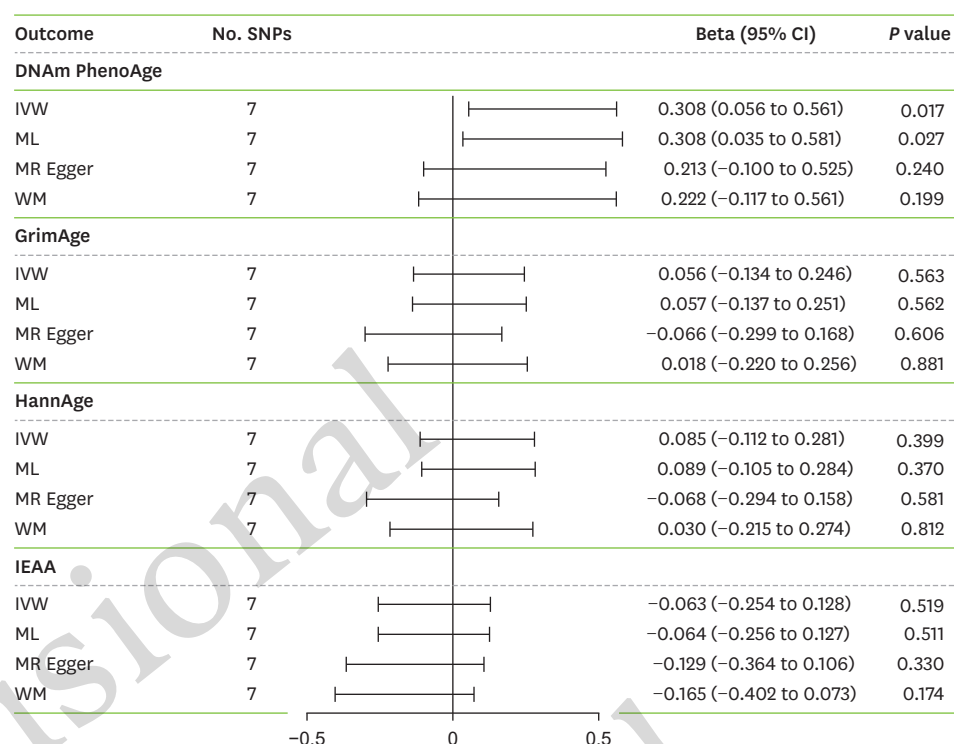 Outcome No. SNPs Beta (95% CI) P value
DNAm PhenoAge
IVW 7 0.308 (0.056 to 0.561) 0.017
ML 7 0.308 (0.035 to 0.581) 0.027
MR Egger 7 0.213 (−0.100 to 0.525) 0.240
WM 7 0.222 (−0.117 to 0.561) 0.199
GrimAge
IVW 7 0.056 (−0.134 to 0.246) 0.563
ML 7 0.057 (−0.137 to 0.251) 0.562
MR Egger 7 −0.066 (−0.299 to 0.168) 0.606
WM 7 0.018 (−0.220 to 0.256) 0.881
HannAge
IVW 7 0.085 (−0.112 to 0.281) 0.399
ML 7 0.089 (−0.105 to 0.284) 0.370
MR Egger 7 −0.068 (−0.294 to 0.158) 0.581
WM 7 0.030 (−0.215 to 0.274) 0.812
IEAA
IVW 7 −0.063 (−0.254 to 0.128) 0.519
ML 7 −0.064 (−0.256 to 0.127) 0.511
MR Egger 7 −0.129 (−0.364 to 0.106) 0.330
WM 7 −0.165 (−0.402 to 0.073) 0.174
−0.5 0 0.5